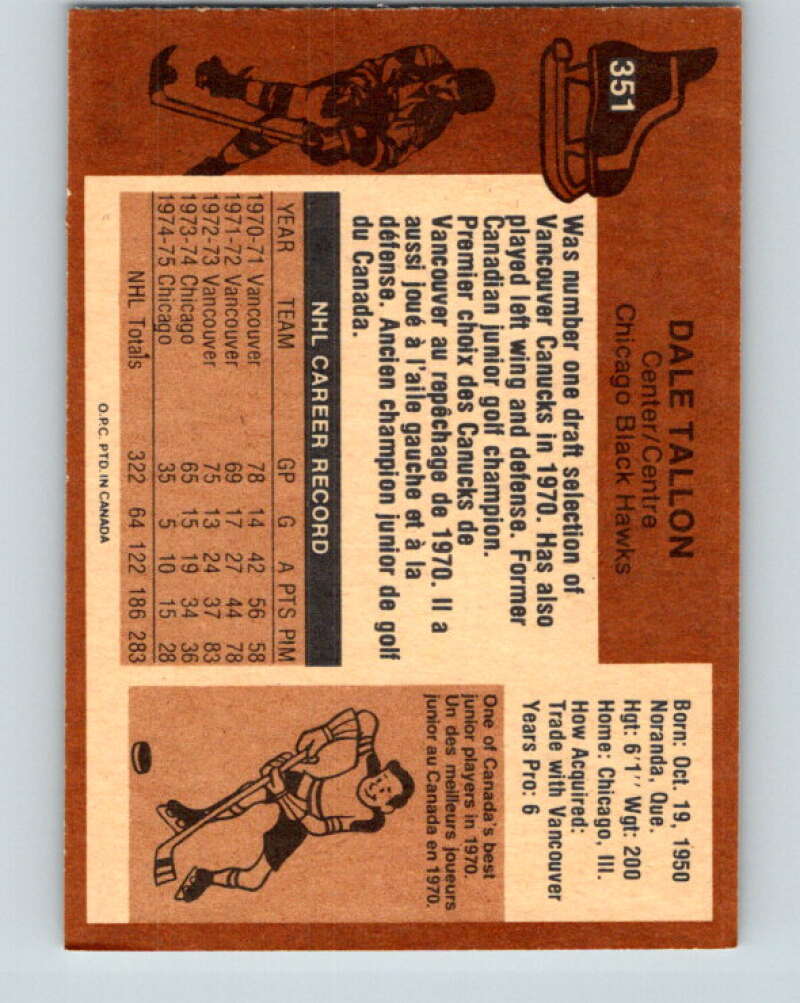 351
DALE TALLON
Center/Centre
Chicago Black Hawks
Born: Oct. 19, 1950
Noranda, Que.
Hgt: 6'1" Wgt: 200
Home: Chicago, Ill.
How Acquired:
Trade with Vancouver
Years Pro: 6
Was number one draft selection of
Vancouver Canucks in 1970. Has also
played left wing and defense. Former
Canadian junior golf champion.
Premier choix des Canucks de
Vancouver au repêchage de 1970. Il a
aussi joué à l'aile gauche et à la
défense. Ancien champion junior de golf
du Canada.
NHL CAREER RECORD
YEAR TEAM GP G A PTS PIM
1970-71 Vancouver 78 14 42 56 58
1971-72 Vancouver 69 17 27 44 78
1972-73 Vancouver 75 13 24 37 83
1973-74 Chicago 65 15 19 34 36
1974-75 Chicago 35 5 10 15 28
NHL Totals 322 64 122 186 283
One of Canada's best
junior players in 1970.
Un des meilleurs joueurs
junior au Canada en 1970.
O.P.C. PTD. IN CANADA